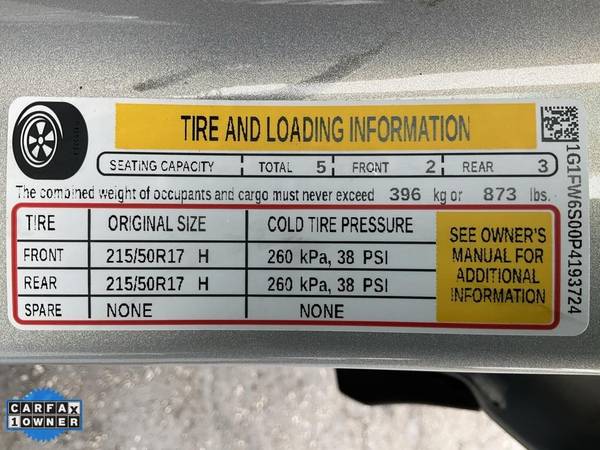 TIRE AND LOADING INFORMATION
SEATING CAPACITY TOTAL 5 FRONT 2 REAR 3
The combined weight of occupants and cargo must never exceed 396 kg or 873 lbs.
TIRE ORIGINAL SIZE COLD TIRE PRESSURE
FRONT 215/50R17 H 260 kPa, 38 PSI
REAR 215/50R17 H 260 kPa, 38 PSI
SPARE NONE NONE
SEE OWNER'S
MANUAL FOR
ADDITIONAL
INFORMATION
1G1FW6S00P4193724
CARFAX
1 OWNER